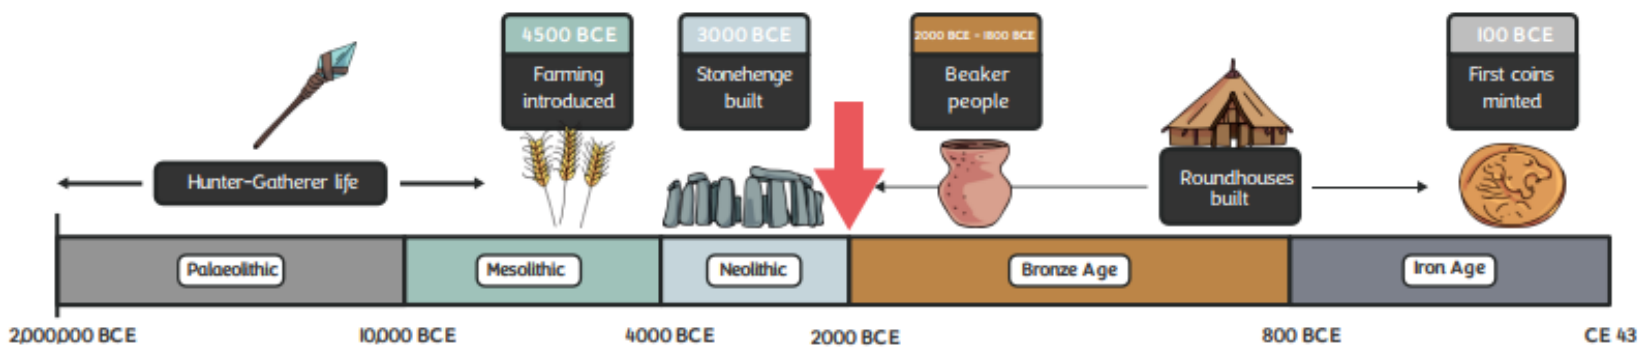 4500 BCE
Farming
introduced
3000 BCE
Stonehenge
built
2000 BCE - 1800 BCE
Beaker
people
100 BCE
First coins
minted
Hunter-Gatherer life
Roundhouses
built
Palaeolithic
Mesolithic
Neolithic
Bronze Age
Iron Age
2,000,000 BCE
10,000 BCE
4000 BCE
2000 BCE
800 BCE
CE 43